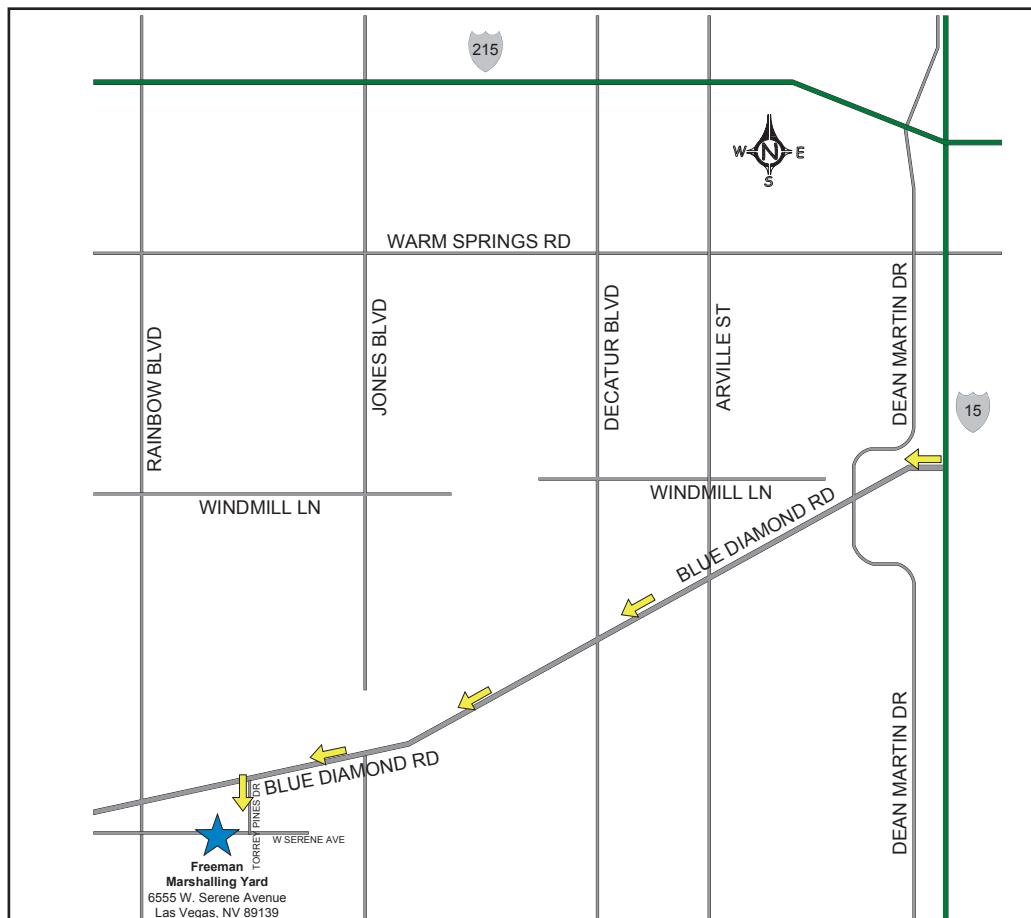 215
W N E
S
WARM SPRINGS RD
RAINBOW BLVD
JONES BLVD
DECATUR BLVD
ARVILLE ST
DEAN MARTIN DR
15
WINDMILL LN
WINDMILL LN
BLUE DIAMOND RD
BLUE DIAMOND RD
DEAN MARTIN DR
TORREY PINES DR
W SERENE AVE
Freeman
Marshalling Yard
6555 W. Serene Avenue
Las Vegas, NV 89139